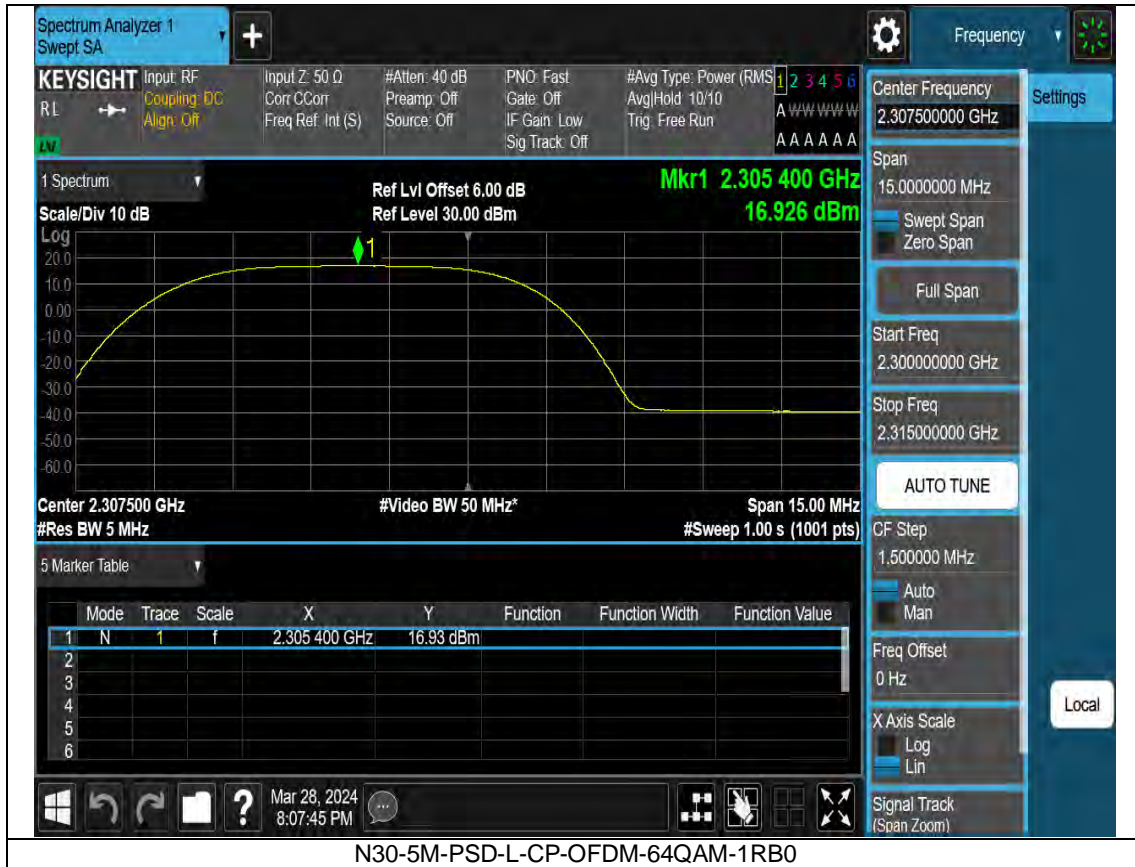 Spectrum Analyzer 1
Swept SA
+
Frequency
KEYSIGHT
RL
LXI
Input: RF
Coupling: DC
Align: Off
Input Z: 50 Ω
Corr CCorr
Freq Ref: Int (S)
#Atten: 40 dB
Preamp: Off
Source: Off
PNO: Fast
Gate: Off
IF Gain: Low
Sig Track: Off
#Avg Type: Power (RMS
Avg|Hold: 10/10
Trig: Free Run
1 2 3 4 5 6
A W W W W W
A A A A A A
1 Spectrum
Scale/Div 10 dB
Ref Lvl Offset 6.00 dB
Ref Level 30.00 dBm
Mkr1 2.305 400 GHz
16.926 dBm
Log
1
20.0
10.0
0.00
-10.0
-20.0
-30.0
-40.0
-50.0
-60.0
Center 2.307500 GHz
#Video BW 50 MHz*
Span 15.00 MHz
#Res BW 5 MHz
#Sweep 1.00 s (1001 pts)
5 Marker Table
Mode Trace Scale X Y Function Function Width Function Value
1 N 1 f 2.305 400 GHz 16.93 dBm
2
3
4
5
6
?
Mar 28, 2024
8:07:45 PM
Center Frequency
2.307500000 GHz
Settings
Span
15.0000000 MHz
Swept Span
Zero Span
Full Span
Start Freq
2.300000000 GHz
Stop Freq
2.315000000 GHz
AUTO TUNE
CF Step
1.500000 MHz
Auto
Man
Freq Offset
0 Hz
Local
X Axis Scale
Log
Lin
Signal Track
(Span Zoom)
N30-5M-PSD-L-CP-OFDM-64QAM-1RB0